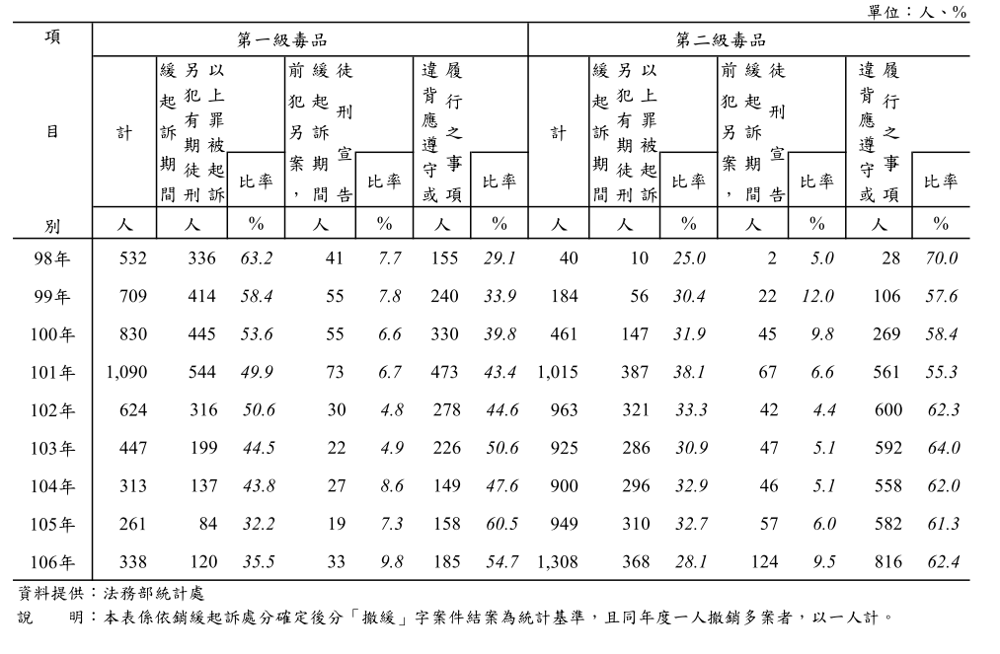 單位：人、%
項目別 第一級毒品 第二級毒品
計 緩起訴期間另犯有期徒刑以上罪被起訴 比率 前犯另案，緩起訴期間徒刑宣告 比率 違背應遵守或履行之事項 比率 計 緩起訴期間另犯有期徒刑以上罪被起訴 比率 前犯另案，緩起訴期間徒刑宣告 比率 違背應遵守或履行之事項 比率
人 人 % 人 % 人 % 人 人 % 人 % 人 %
98年 532 336 63.2 41 7.7 155 29.1 40 10 25.0 2 5.0 28 70.0
99年 709 414 58.4 55 7.8 240 33.9 184 56 30.4 22 12.0 106 57.6
100年 830 445 53.6 55 6.6 330 39.8 461 147 31.9 45 9.8 269 58.4
101年 1,090 544 49.9 73 6.7 473 43.4 1,015 387 38.1 67 6.6 561 55.3
102年 624 316 50.6 30 4.8 278 44.6 963 321 33.3 42 4.4 600 62.3
103年 447 199 44.5 22 4.9 226 50.6 925 286 30.9 47 5.1 592 64.0
104年 313 137 43.8 27 8.6 149 47.6 900 296 32.9 46 5.1 558 62.0
105年 261 84 32.2 19 7.3 158 60.5 949 310 32.7 57 6.0 582 61.3
106年 338 120 35.5 33 9.8 185 54.7 1,308 368 28.1 124 9.5 816 62.4
資料提供：法務部統計處
說　　明：本表係依銷緩起訴處分確定後分「撤緩」字案件結案為統計基準，且同年度一人撤銷多案者，以一人計。